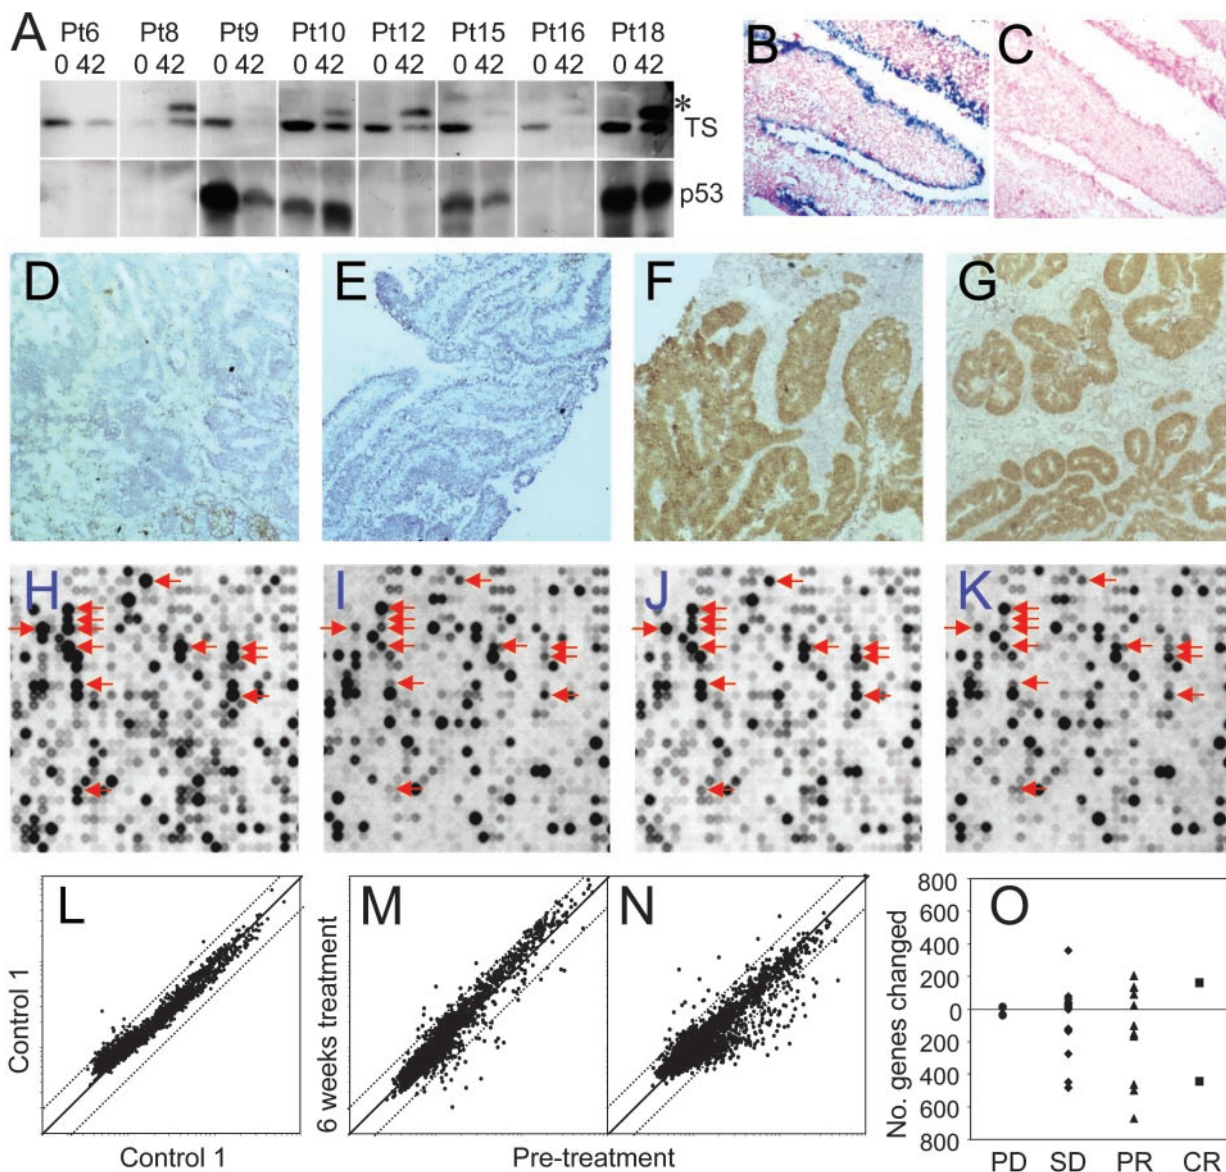 A Pt6 Pt8 Pt9 Pt10 Pt12 Pt15 Pt16 Pt18 B C
0 42 0 42 0 42 0 42 0 42 0 42 0 42 0 42
*
TS
p53
D E F G
H I J K
L M N O
Control 1
6 weeks treatment
No. genes changed
800
600
400
200
0
200
400
600
800
PD SD PR CR
Control 1 Pre-treatment